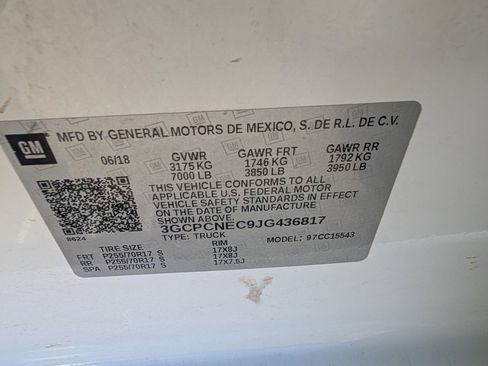 GM MFD BY GENERAL MOTORS DE MEXICO, S. DE R.L. DE C.V.
06/18 GVWR GAWR FRT GAWR RR
3175 KG 1746 KG 1792 KG
7000 LB 3850 LB 3950 LB
THIS VEHICLE CONFORMS TO ALL
APPLICABLE U.S. FEDERAL MOTOR
VEHICLE SAFETY STANDARDS IN EFFECT
ON THE DATE OF MANUFACTURE
SHOWN ABOVE.
3GCPCNEC9JG436817
8624 TYPE: TRUCK MODEL: 97CC15543
TIRE SIZE RIM
FRT P255/70R17 S 17X8J
RR P255/70R17 S 17X8J
SPA P255/70R17 S 17X7.5J